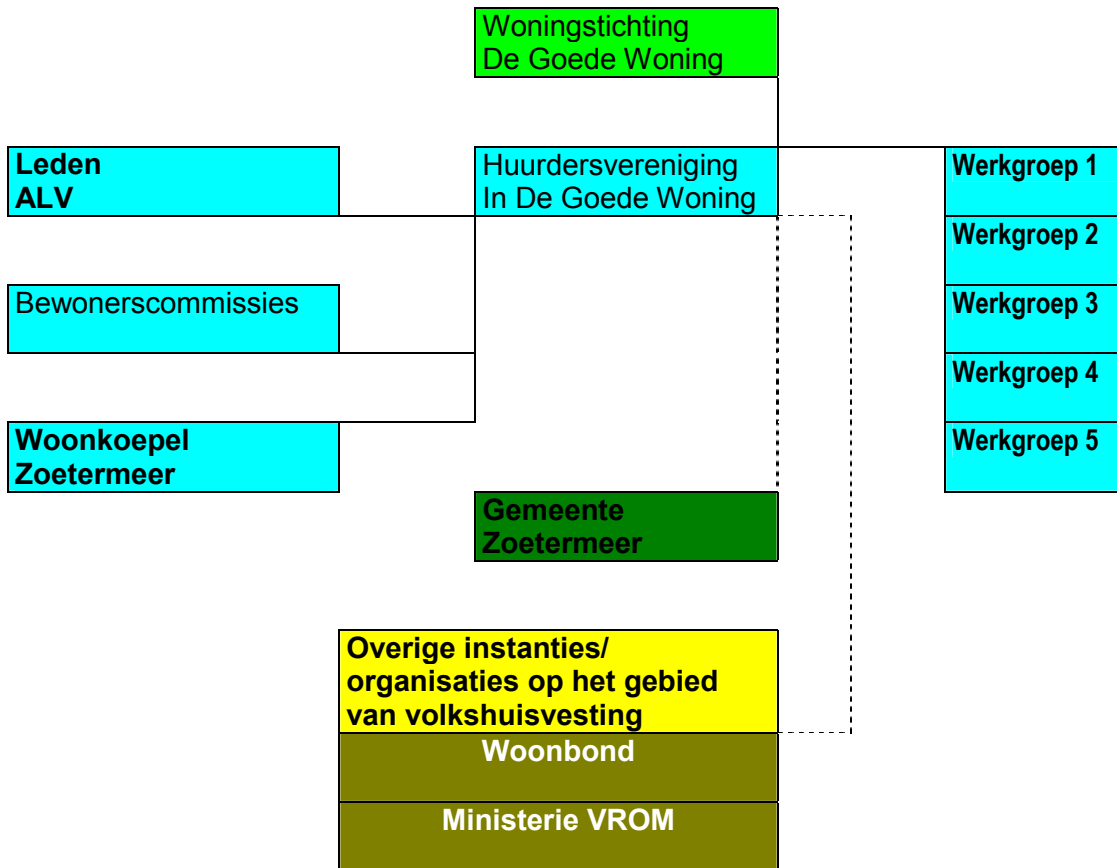 Woningstichting
De Goede Woning
Leden
ALV
Huurdersvereniging
In De Goede Woning
Werkgroep 1
Werkgroep 2
Bewonerscommissies
Werkgroep 3
Werkgroep 4
Woonkoepel
Zoetermeer
Werkgroep 5
Gemeente
Zoetermeer
Overige instanties/
organisaties op het gebied
van volkshuisvesting
Woonbond
Ministerie VROM